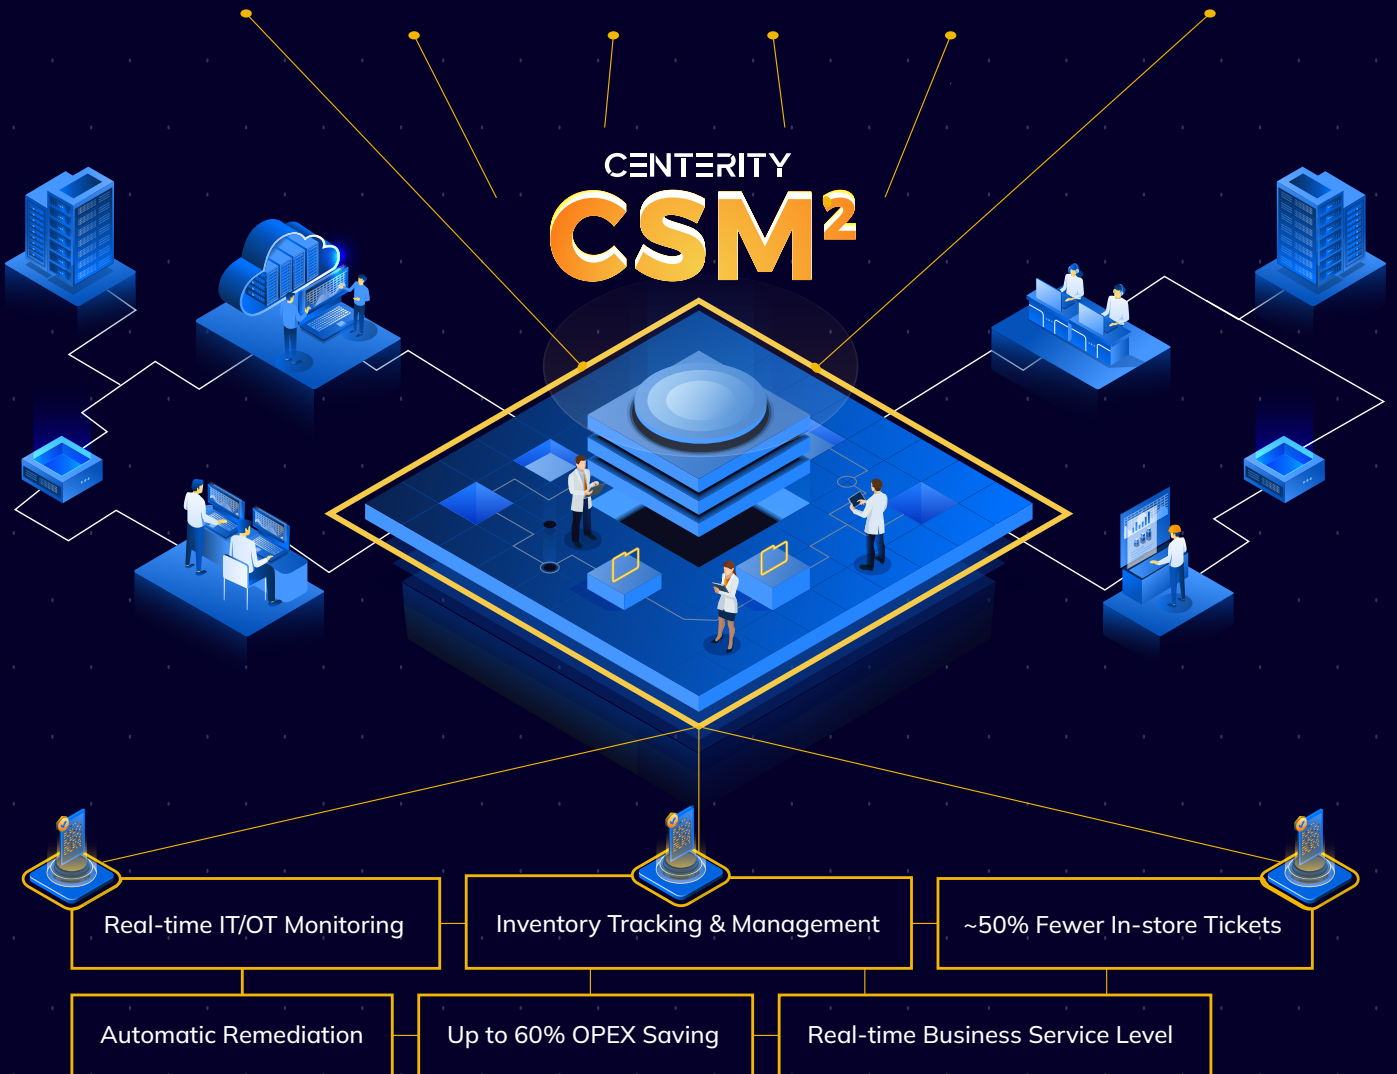 CENTERITY
CSM²
Real-time IT/OT Monitoring
Inventory Tracking & Management
~50% Fewer In-store Tickets
Automatic Remediation
Up to 60% OPEX Saving
Real-time Business Service Level